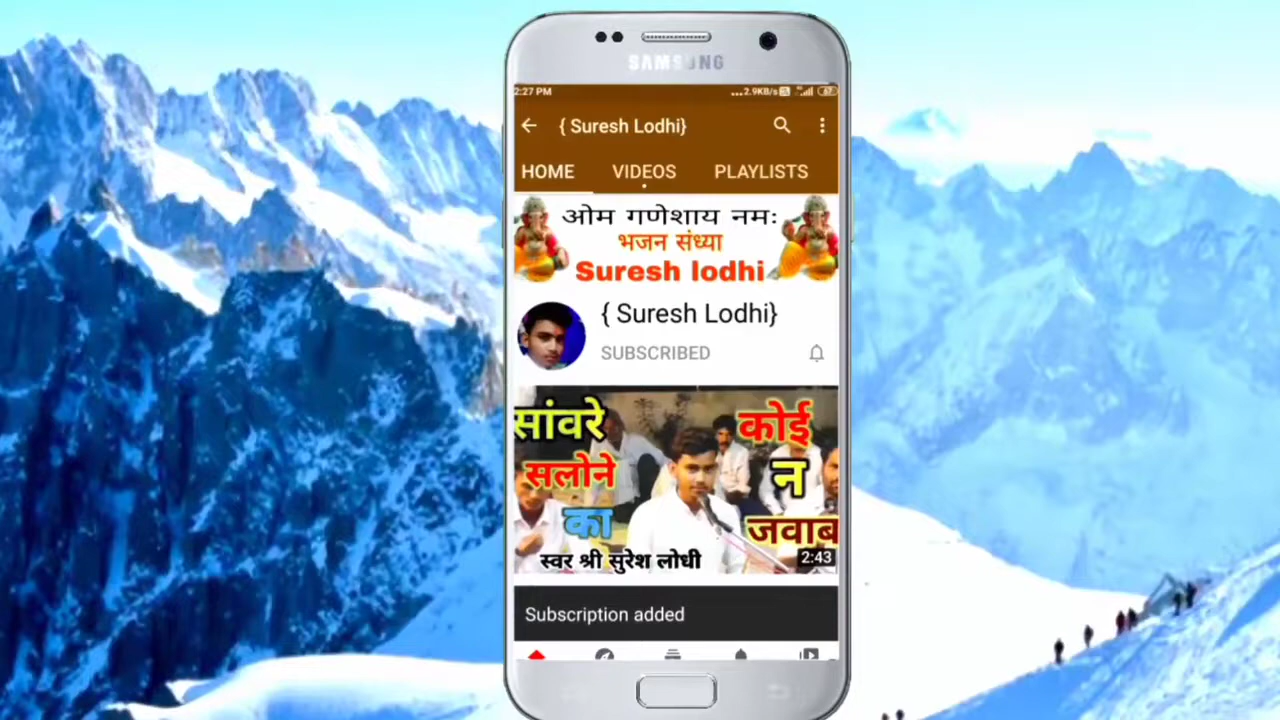 SAMSUNG
2:27 PM ...2.9KB/s 67
{ Suresh Lodhi}
HOME VIDEOS PLAYLISTS
ओम गणेशाय नमः
भजन संध्या
Suresh lodhi
{ Suresh Lodhi}
SUBSCRIBED
सांवरे कोई
सलोने न
का जवाब
स्वर श्री सुरेश लोधी 2:43
Subscription added